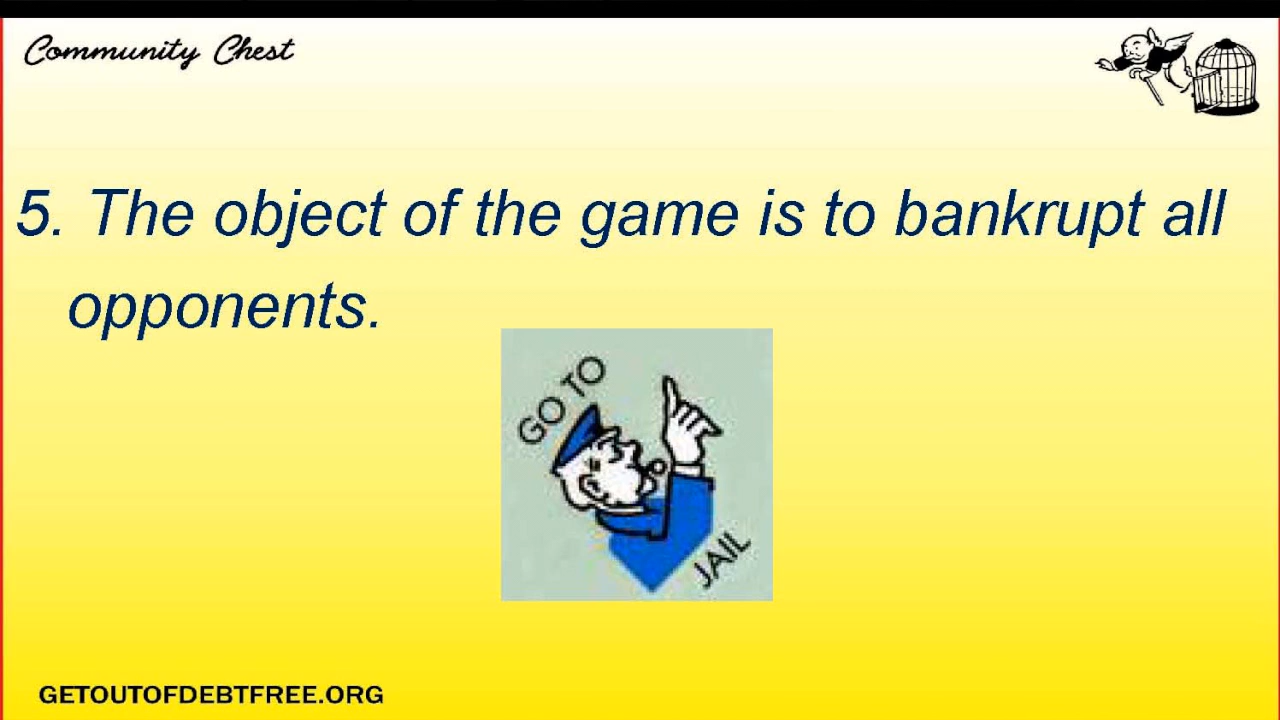 Community Chest
5. The object of the game is to bankrupt all
opponents.
GO TO
JAIL
GETOUTOFDEBTFREE.ORG